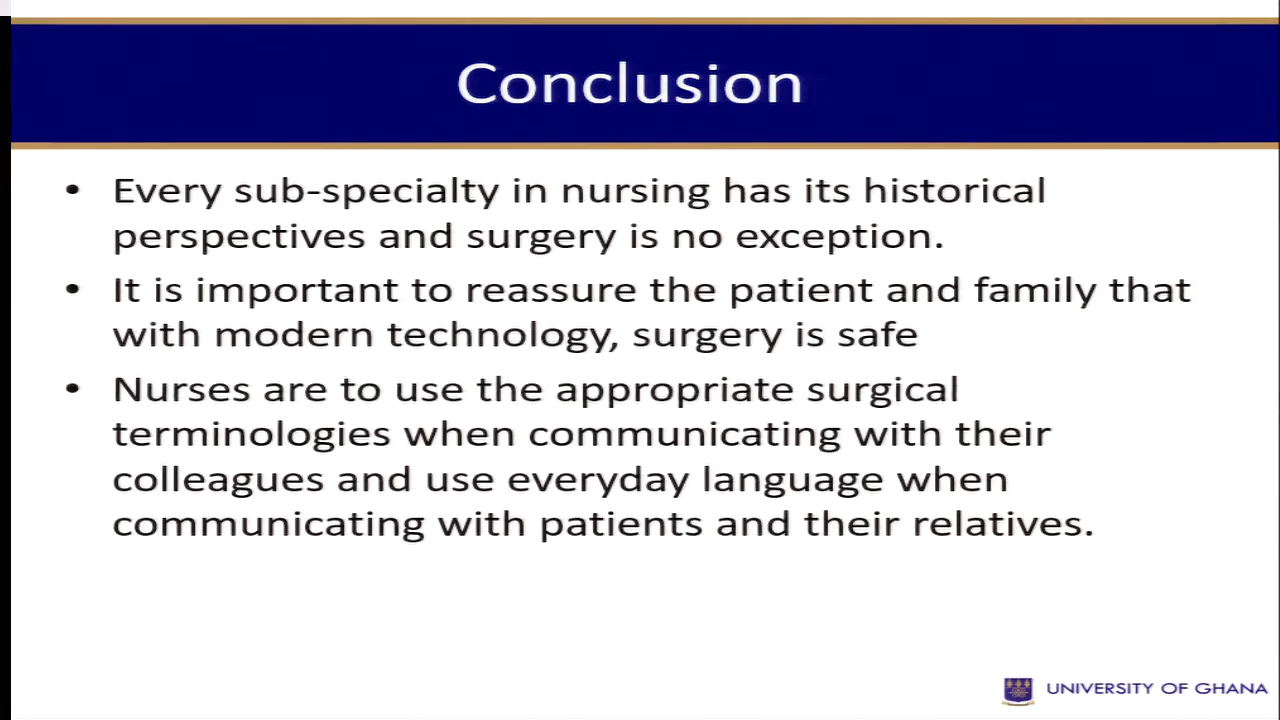 Conclusion
• Every sub-specialty in nursing has its historical
perspectives and surgery is no exception.
• It is important to reassure the patient and family that
with modern technology, surgery is safe
• Nurses are to use the appropriate surgical
terminologies when communicating with their
colleagues and use everyday language when
communicating with patients and their relatives.
UNIVERSITY OF GHANA